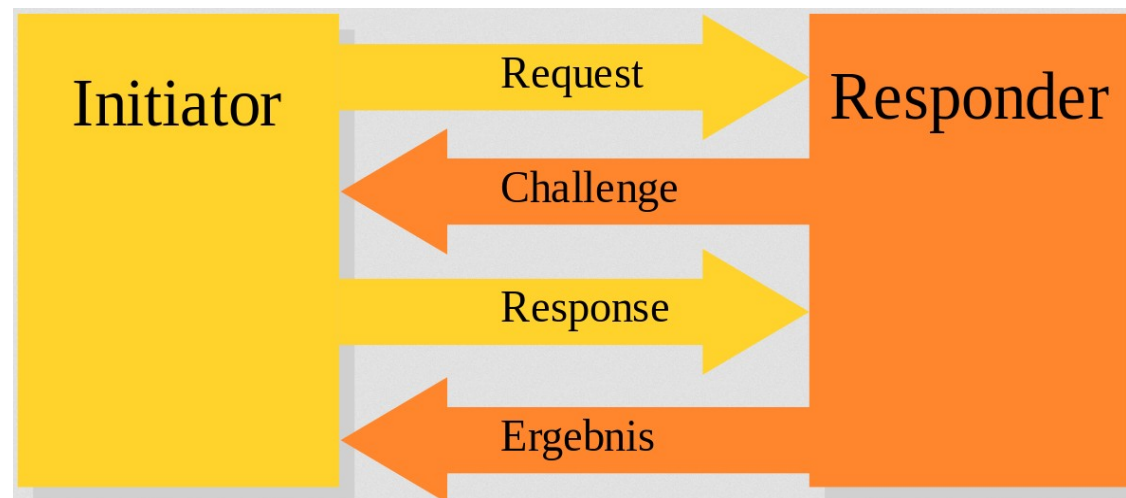 Initiator
Request
Responder
Challenge
Response
Ergebnis